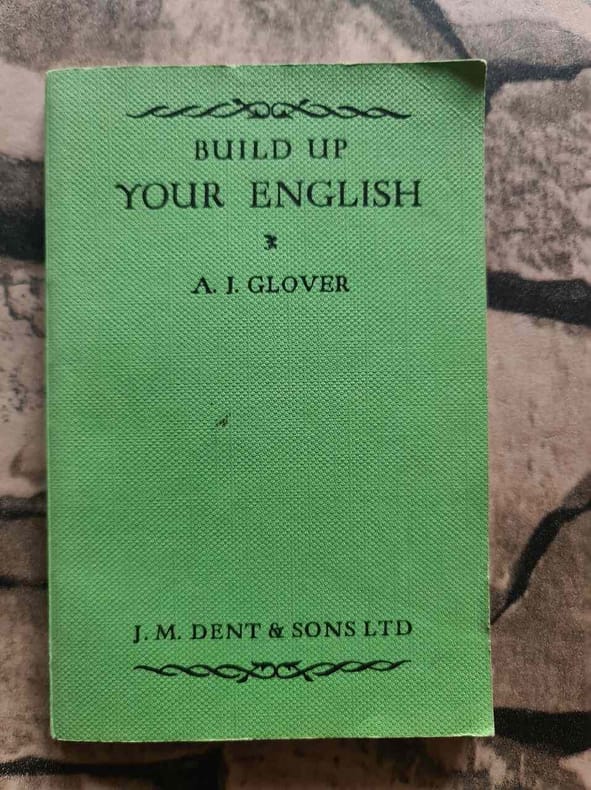 BUILD UP
YOUR ENGLISH
A. J. GLOVER
J. M. DENT & SONS LTD